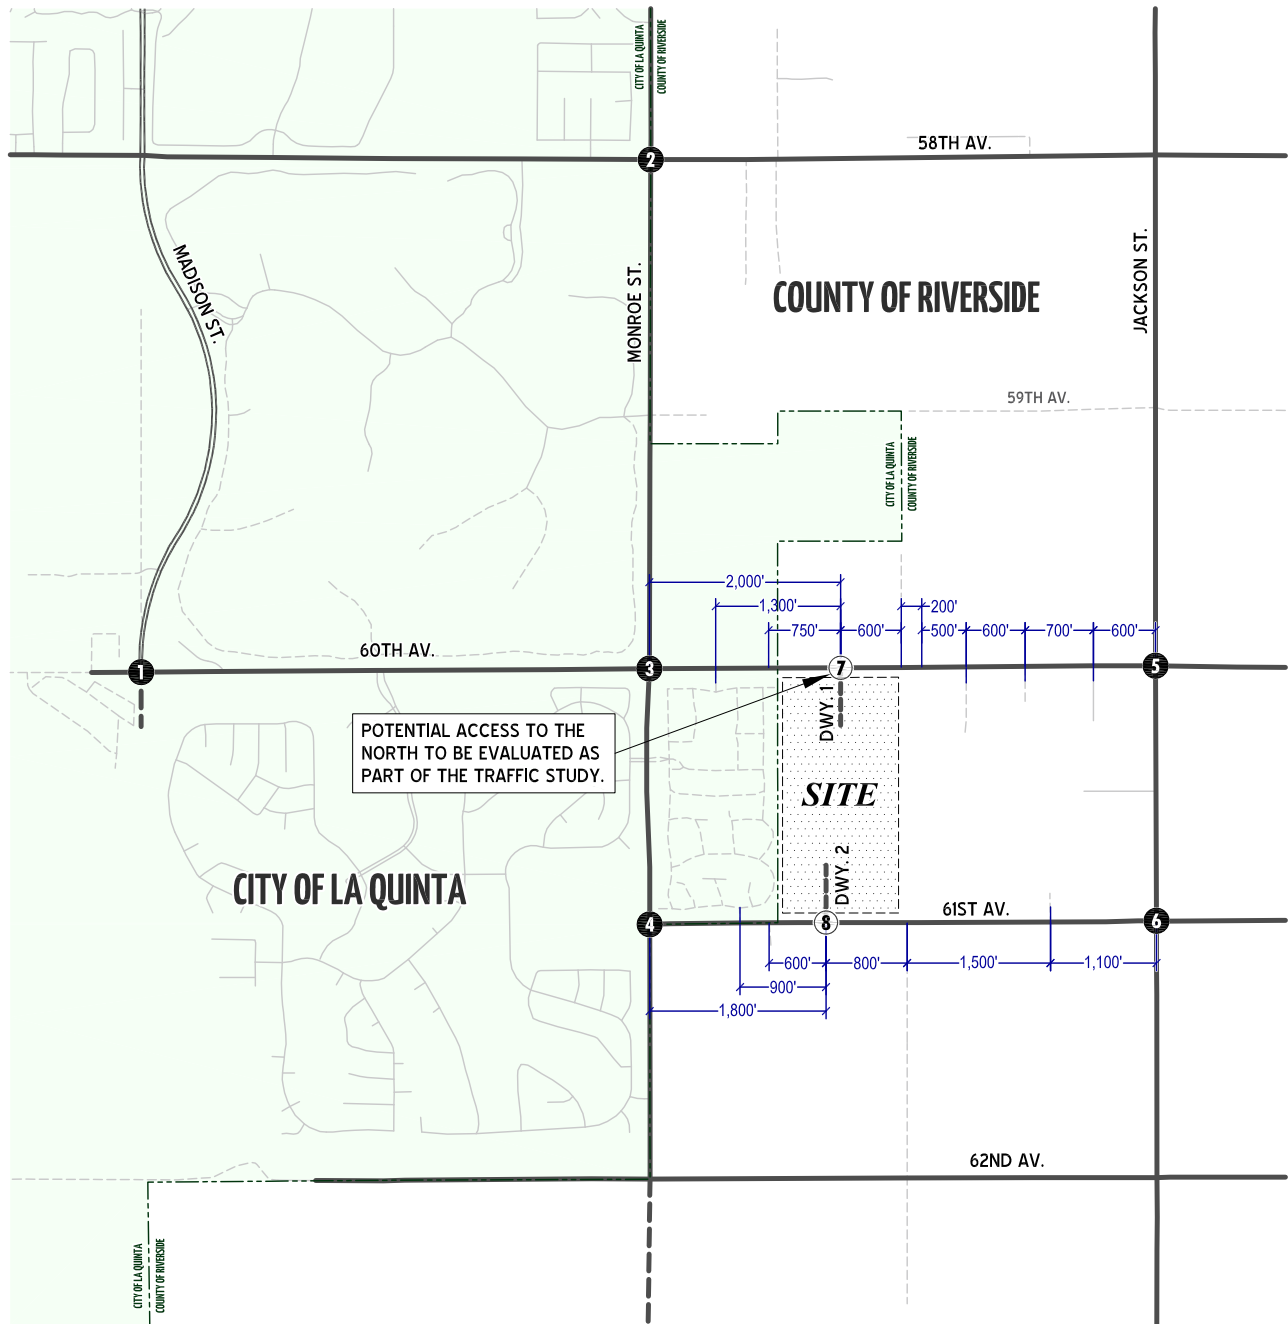 CITY OF LA QUINTA
COUNTY OF RIVERSIDE
2
58TH AV.
MADISON ST.
MONROE ST.
JACKSON ST.
COUNTY OF RIVERSIDE
59TH AV.
CITY OF LA QUINTA
COUNTY OF RIVERSIDE
2,000'
1,300'
200'
750'
600'
500'
600'
700'
600'
60TH AV.
1
3
7
5
DWY. 1
POTENTIAL ACCESS TO THE
NORTH TO BE EVALUATED AS
PART OF THE TRAFFIC STUDY.
SITE
DWY. 2
CITY OF LA QUINTA
61ST AV.
4
8
6
600'
800'
1,500'
1,100'
900'
1,800'
62ND AV.
CITY OF LA QUINTA
COUNTY OF RIVERSIDE